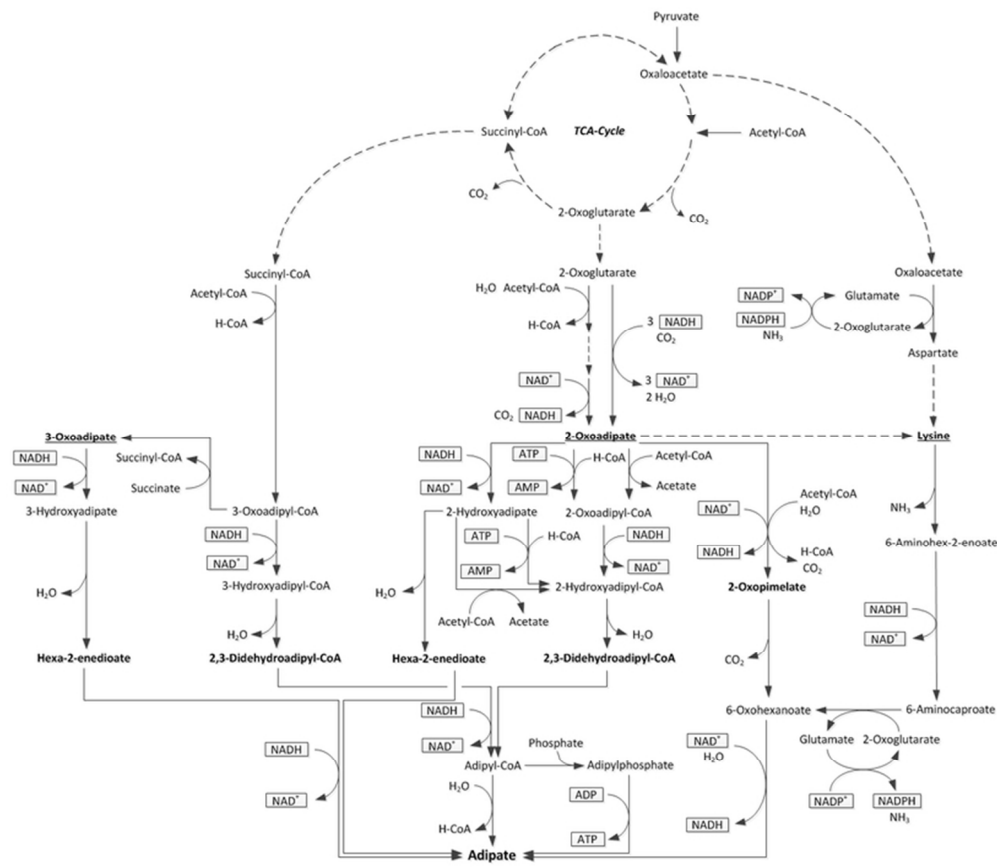 Pyruvate
Oxaloacetate
Succinyl-CoA TCA-Cycle Acetyl-CoA
CO₂
2-Oxoglutarate CO₂
Succinyl-CoA 2-Oxoglutarate Oxaloacetate
Acetyl-CoA H₂O Acetyl-CoA NADP⁺ Glutamate
H-CoA H-CoA 3 NADH NADPH 2-Oxoglutarate
CO₂ NH₃
Aspartate
NAD⁺ 3 NAD⁺
2 H₂O
CO₂ NADH
3-Oxoadipate 2-Oxoadipate Lysine
NADH Succinyl-CoA NADH ATP H-CoA Acetyl-CoA
NAD⁺ Succinate NAD⁺ AMP Acetate Acetyl-CoA
H₂O
3-Hydroxyadipate 3-Oxoadipyl-CoA 2-Hydroxyadipate 2-Oxoadipyl-CoA NAD⁺ NH₃
NADH ATP H-CoA NADH 6-Aminohex-2-enoate
NAD⁺ AMP NAD⁺ NADH H-CoA
CO₂
H₂O 3-Hydroxyadipyl-CoA H₂O 2-Hydroxyadipyl-CoA 2-Oxopimelate
NADH
Acetyl-CoA Acetate
H₂O H₂O NAD⁺
Hexa-2-enedioate 2,3-Didehydroadipyl-CoA Hexa-2-enedioate 2,3-Didehydroadipyl-CoA CO₂
NADH 6-Oxohexanoate 6-Aminocaproate
NADH NAD⁺ Phosphate NAD⁺ Glutamate 2-Oxoglutarate
H₂O
Adipyl-CoA Adipylphosphate
H₂O ADP
NAD⁺ NADP⁺ NADPH
NH₃
H-CoA ATP NADH
Adipate